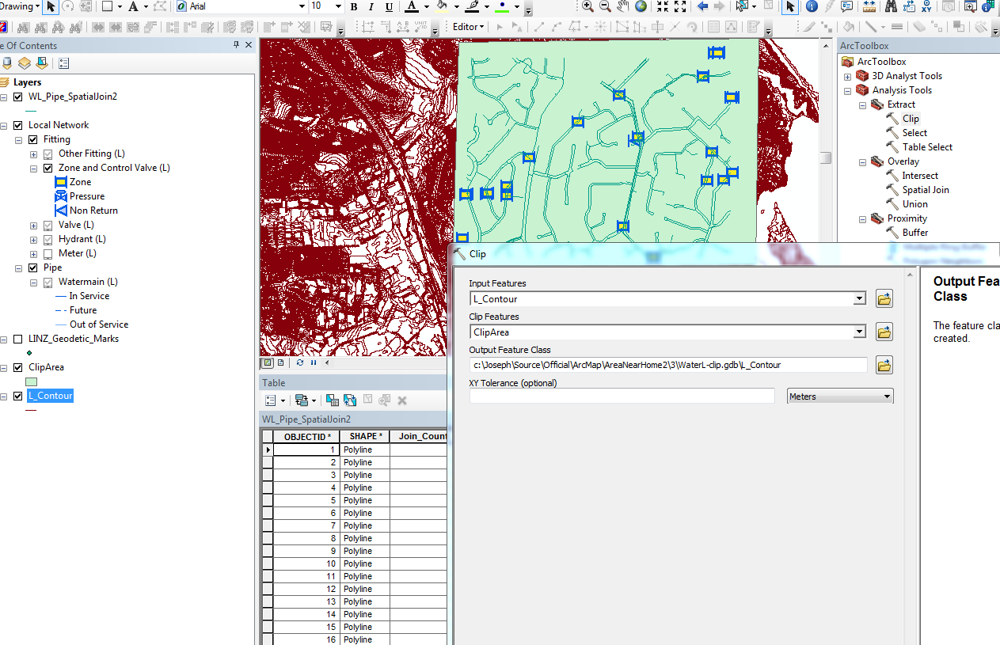 Drawing
Arial
10
B I U A
Editor
e Of Contents
Layers
WL_Pipe_SpatialJoin2
Local Network
Fitting
Other Fitting (L)
Zone and Control Valve (L)
Zone
Pressure
Non Return
Valve (L)
Hydrant (L)
Meter (L)
Pipe
Watermain (L)
In Service
Future
Out of Service
LINZ_Geodetic_Marks
ClipArea
L_Contour
ArcToolbox
ArcToolbox
3D Analyst Tools
Analysis Tools
Extract
Clip
Select
Table Select
Overlay
Intersect
Spatial Join
Union
Proximity
Buffer
Clip
Input Features
L_Contour
Clip Features
ClipArea
Output Feature Class
c:\Joseph\Source\Official\ArcMap\AreaNearHome2\3\WaterL-clip.gdb\L_Contour
XY Tolerance (optional)
Meters
Output Fea
Class
The feature cla
created.
Table
WL_Pipe_SpatialJoin2
OBJECTID * SHAPE * Join_Count
1 Polyline
2 Polyline
3 Polyline
4 Polyline
5 Polyline
6 Polyline
7 Polyline
8 Polyline
9 Polyline
10 Polyline
11 Polyline
12 Polyline
13 Polyline
14 Polyline
15 Polyline
16 Polyline